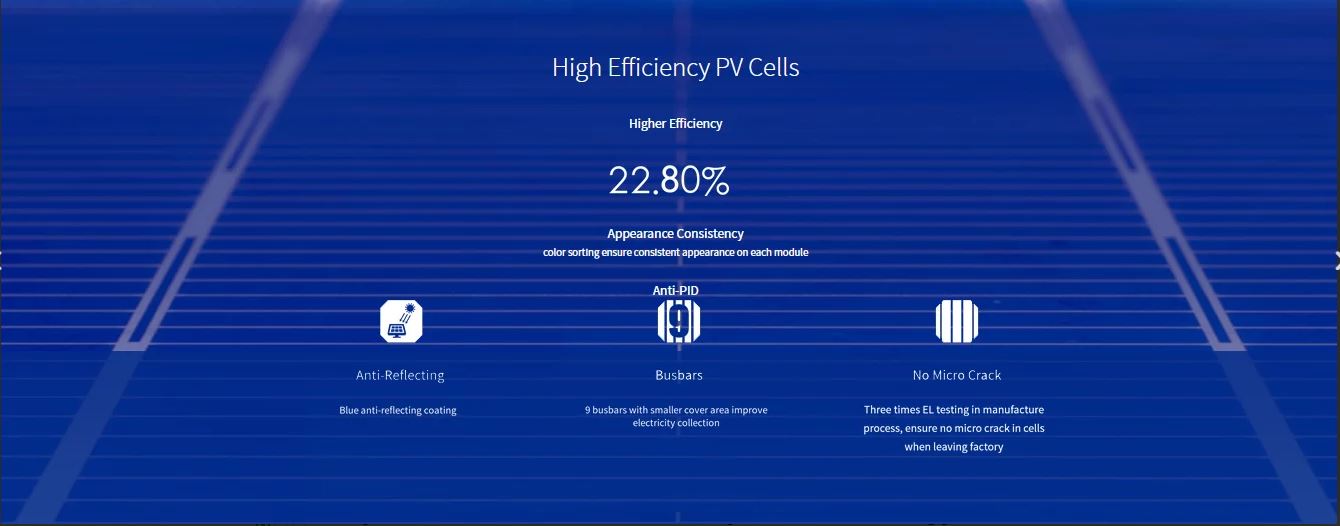 High Efficiency PV Cells
Higher Efficiency
22.80%
Appearance Consistency
color sorting ensure consistent appearance on each module
Anti-PID
9
Anti-Reflecting
Blue anti-reflecting coating
Busbars
9 busbars with smaller cover area improve
electricity collection
No Micro Crack
Three times EL testing in manufacture
process, ensure no micro crack in cells
when leaving factory